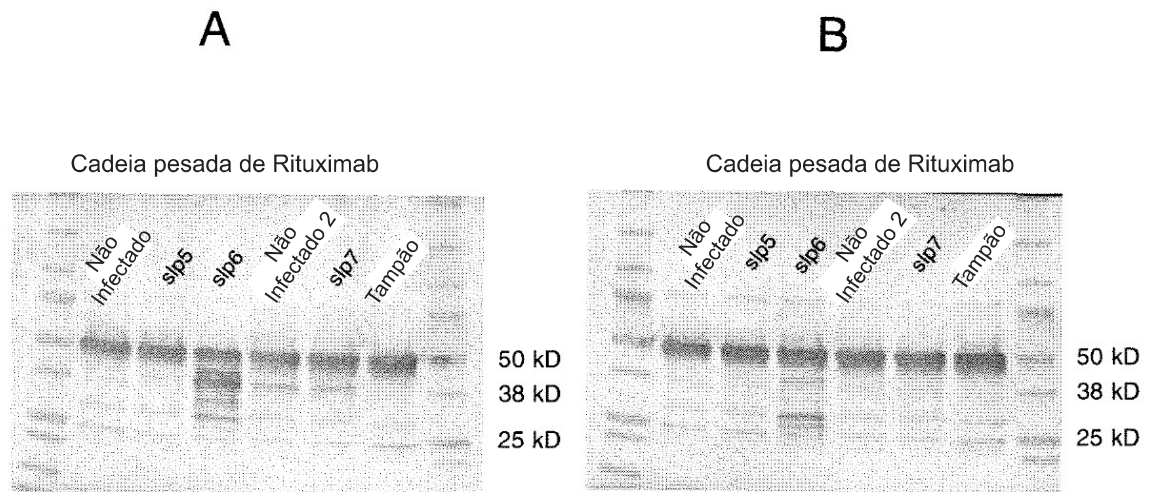 A
Cadeia pesada de Rituximab
Não
Infectado
slp5
slp6
Não
Infectado 2
slp7
Tampão
50 kD
38 kD
25 kD
B
Cadeia pesada de Rituximab
Não
Infectado
slp5
slp6
Não
Infectado 2
slp7
Tampão
50 kD
38 kD
25 kD